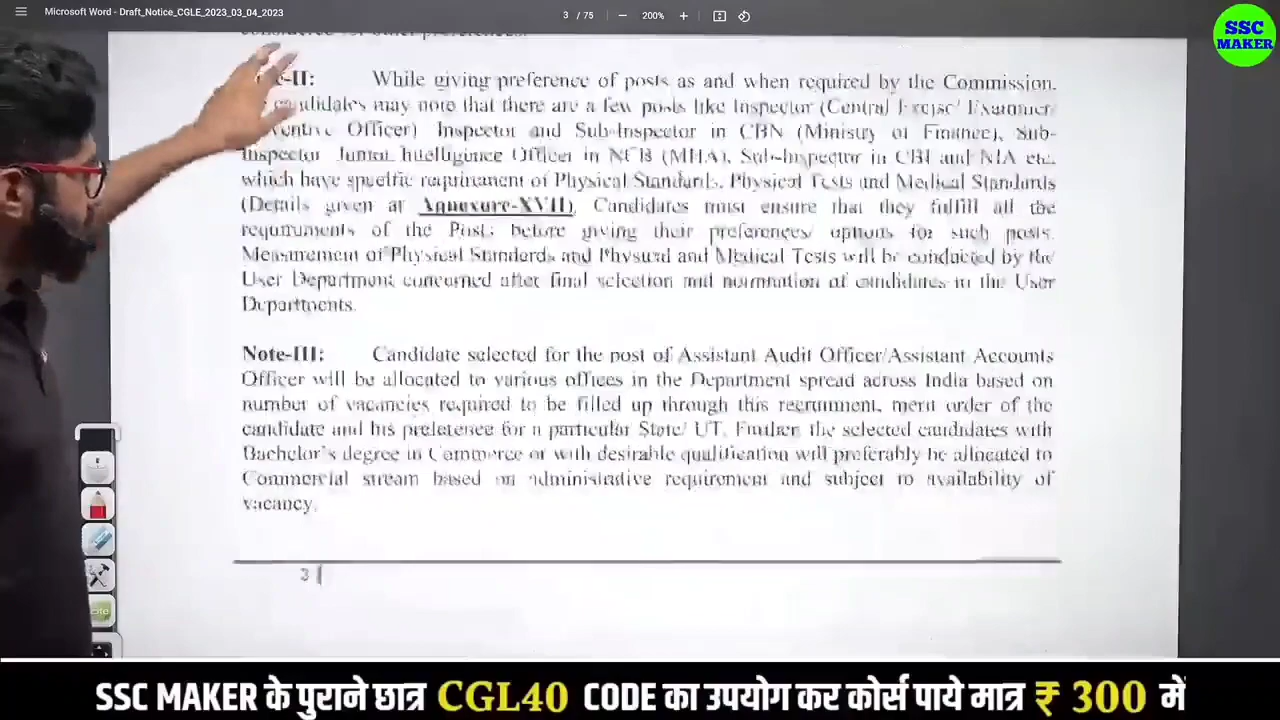 Microsoft Word - Draft_Notice_CGLE_2023_03_04_2023
3 / 75
200%
SSC
MAKER
considered for other preferences.
-II: While giving preference of posts as and when required by the Commission,
candidates may note that there are a few posts like Inspector (Central Excise/ Examiner/
Officer) Inspector and Sub-Inspector in CBN (Ministry of Finance), Sub-
Inspector Junior Intelligence Officer in NCB (MHA), Sub-Inspector in CBI and NIA etc.
which have specific requirement of Physical Standards, Physical Tests and Medical Standards
(Details given at Annexure-XVII). Candidates must ensure that they fulfill all the
requirements of the Posts before giving their preferences/ options for such posts.
Measurement of Physical Standards and Physical and Medical Tests will be conducted by the
User Department concerned after final selection and nomination of candidates to the User
Departments.
Note-III: Candidate selected for the post of Assistant Audit Officer/Assistant Accounts
Officer will be allocated to various offices in the Department spread across India based on
number of vacancies required to be filled up through this recruitment, merit order of the
candidate and his preference for a particular State/ UT. Further, the selected candidates with
Bachelor's degree in Commerce or with desirable qualification will preferably be allocated to
Commercial stream based on administrative requirement and subject to availability of
vacancy.
3 |
SSC MAKER के पुराने छात्र CGL40 CODE का उपयोग कर कोर्स पाये मात्र ₹ 300 में